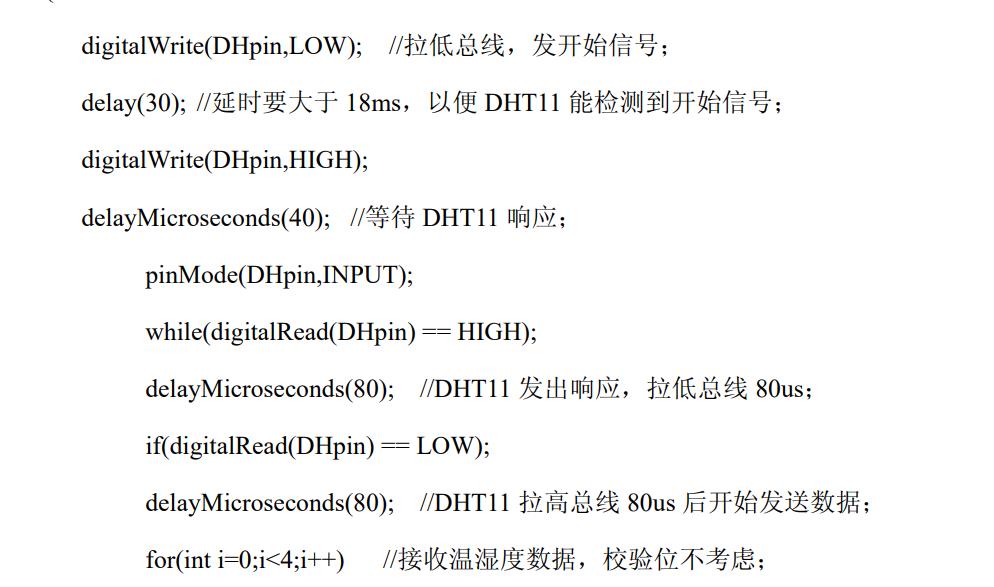 digitalWrite(DHpin,LOW); //拉低总线，发开始信号；
delay(30); //延时要大于 18ms，以便 DHT11 能检测到开始信号；
digitalWrite(DHpin,HIGH);
delayMicroseconds(40); //等待 DHT11 响应；
pinMode(DHpin,INPUT);
while(digitalRead(DHpin) == HIGH);
delayMicroseconds(80); //DHT11 发出响应，拉低总线 80us；
if(digitalRead(DHpin) == LOW);
delayMicroseconds(80); //DHT11 拉高总线 80us 后开始发送数据；
for(int i=0;i<4;i++) //接收温湿度数据，校验位不考虑；